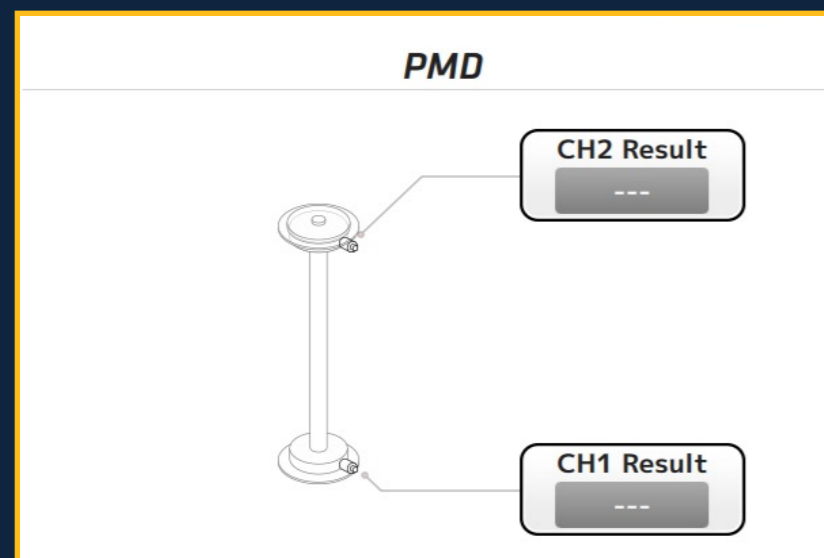 PMD
CH2 Result
---
CH1 Result
---